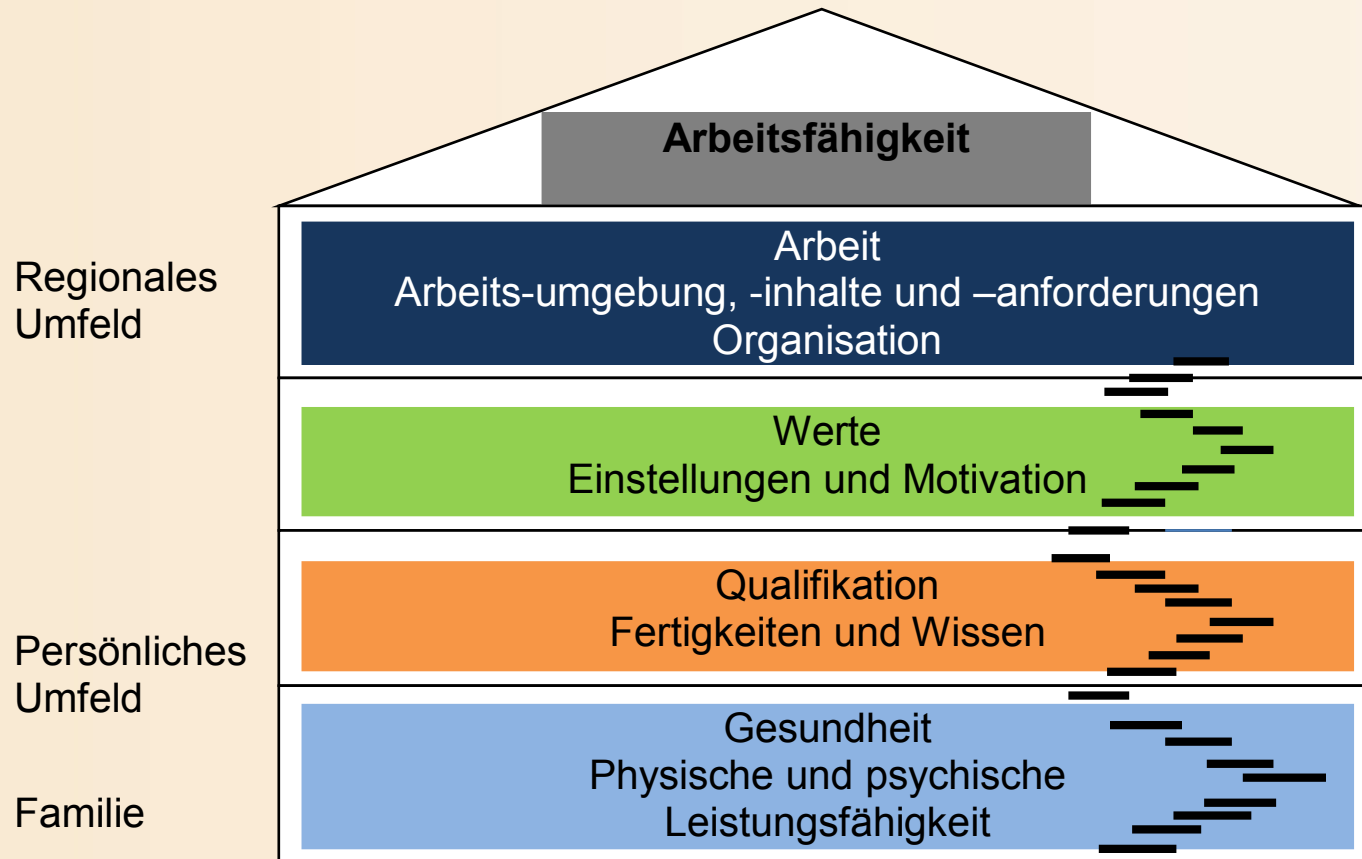 Arbeitsfähigkeit
Regionales
Umfeld
Arbeit
Arbeits-umgebung, -inhalte und –anforderungen
Organisation
Werte
Einstellungen und Motivation
Qualifikation
Fertigkeiten und Wissen
Persönliches
Umfeld
Gesundheit
Physische und psychische
Leistungsfähigkeit
Familie